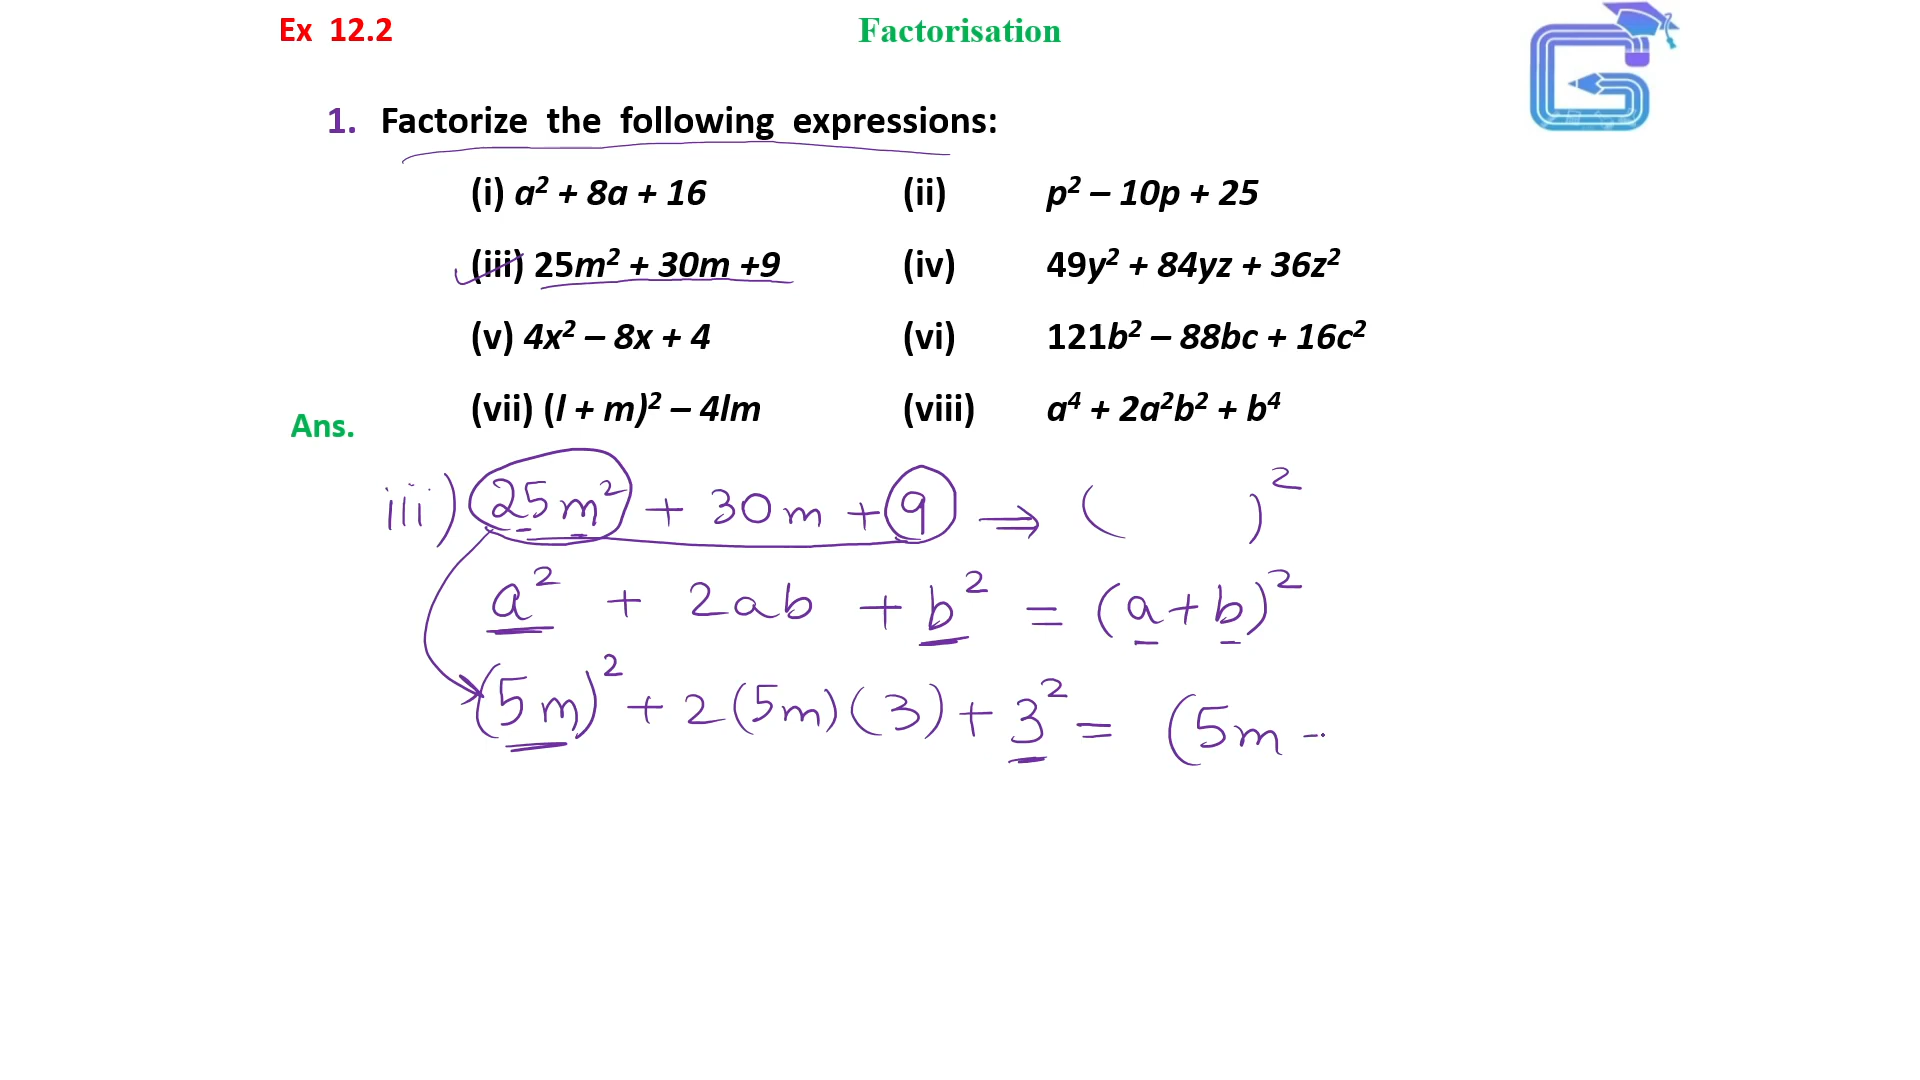 Ex 12.2
Factorisation
1. Factorize the following expressions:
(i) a² + 8a + 16 (ii) p² – 10p + 25
(iii) 25m² + 30m +9 (iv) 49y² + 84yz + 36z²
(v) 4x² – 8x + 4 (vi) 121b² – 88bc + 16c²
(vii) (l + m)² – 4lm (viii) a⁴ + 2a²b² + b⁴
Ans.
iii) 25m² + 30m + 9 ⇒ ( )²
a² + 2ab + b² = (a+b)²
(5m)² + 2(5m)(3) + 3² = (5m -